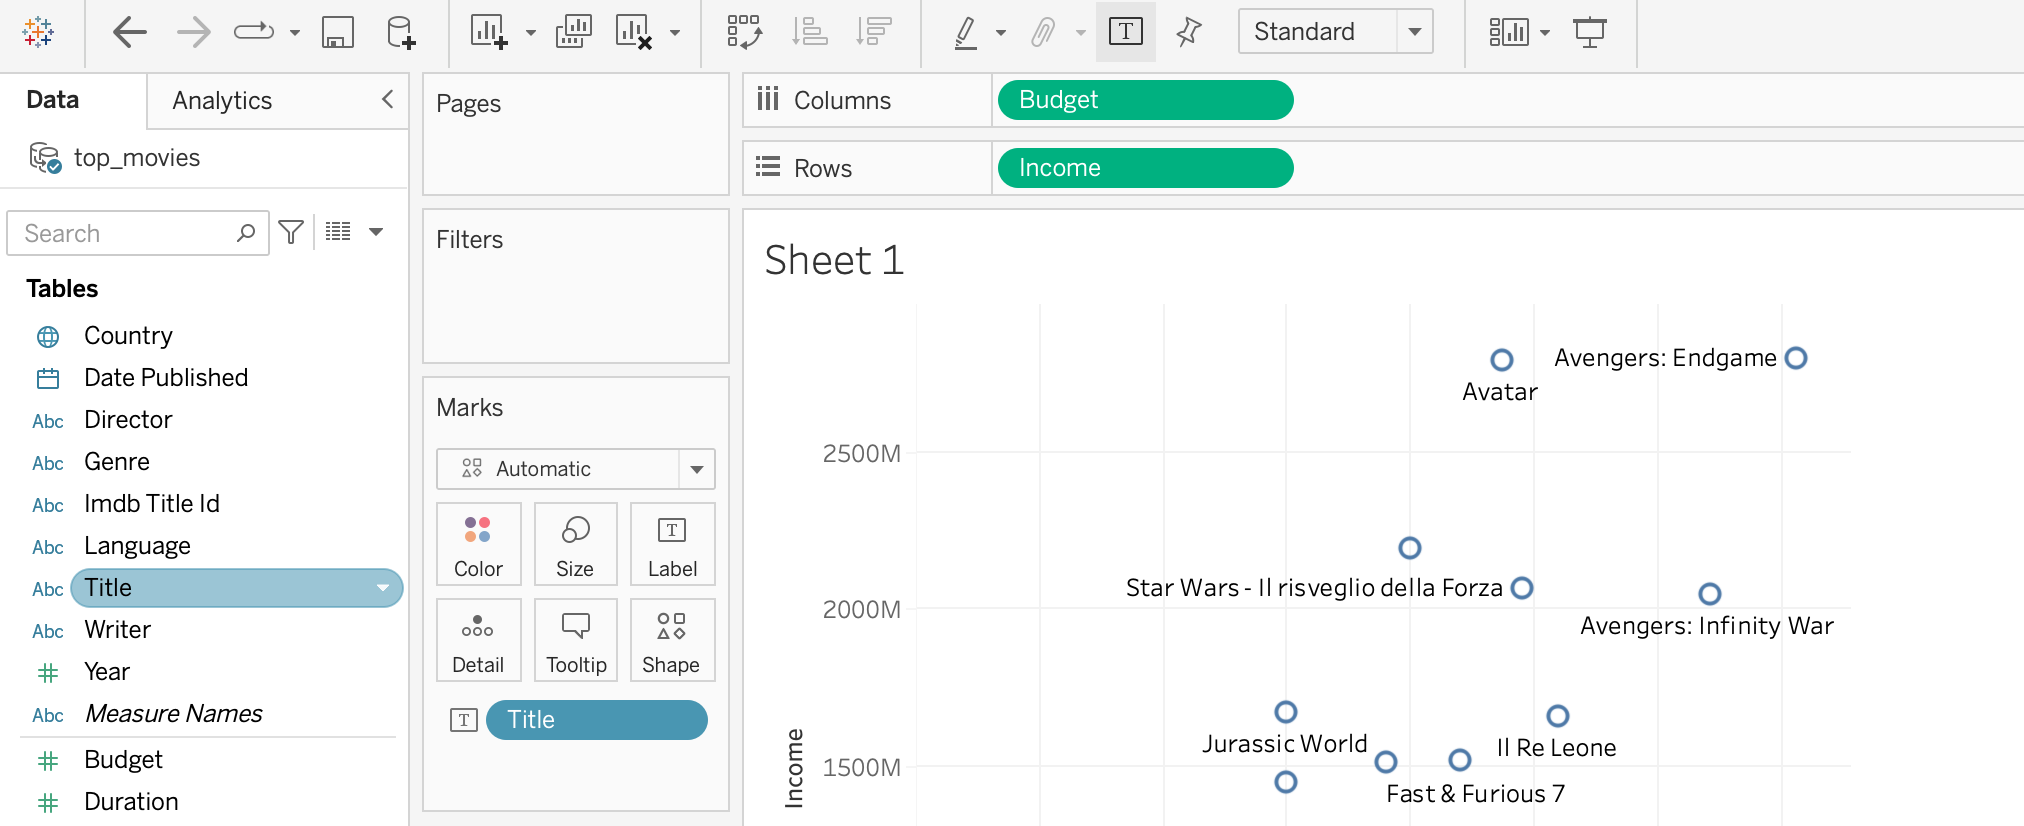 Standard
Data
Analytics
top_movies
Search
Tables
Country
Date Published
Abc Director
Abc Genre
Abc Imdb Title Id
Abc Language
Abc Title
Abc Writer
Year
Abc Measure Names
Budget
Duration
Pages
Filters
Marks
Automatic
Color
Size
T
Label
Detail
Tooltip
Shape
T Title
T
Columns
Budget
Rows
Income
Sheet 1
Avengers: Endgame
Avatar
2500M
Star Wars - Il risveglio della Forza
2000M
Avengers: Infinity War
Jurassic World
Il Re Leone
1500M
Fast & Furious 7
Income